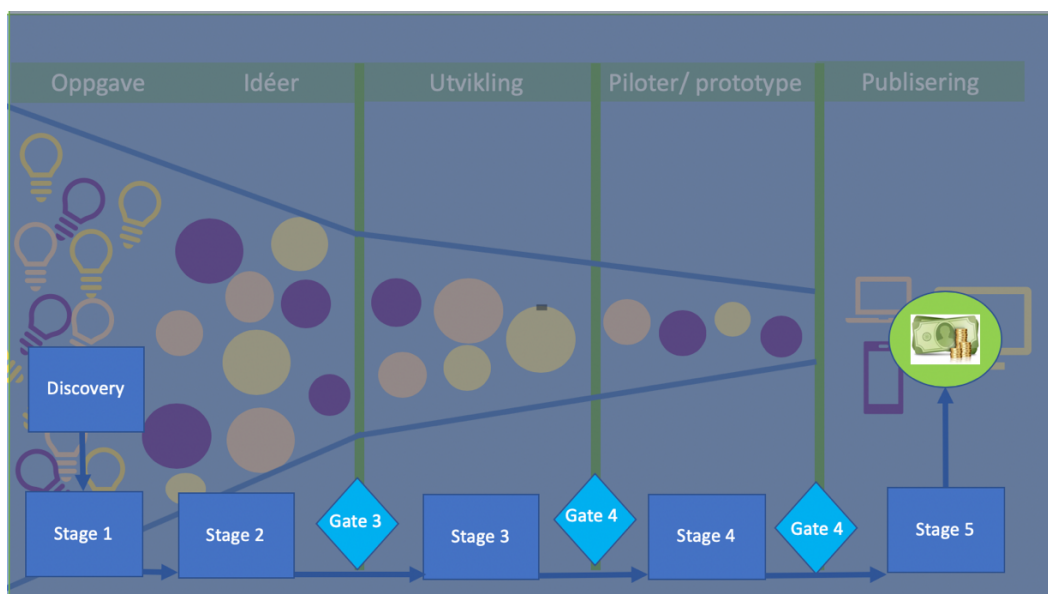 Oppgave
Idéer
Utvikling
Piloter/ prototype
Publisering
Discovery
Stage 1
Stage 2
Gate 3
Stage 3
Gate 4
Stage 4
Gate 4
Stage 5